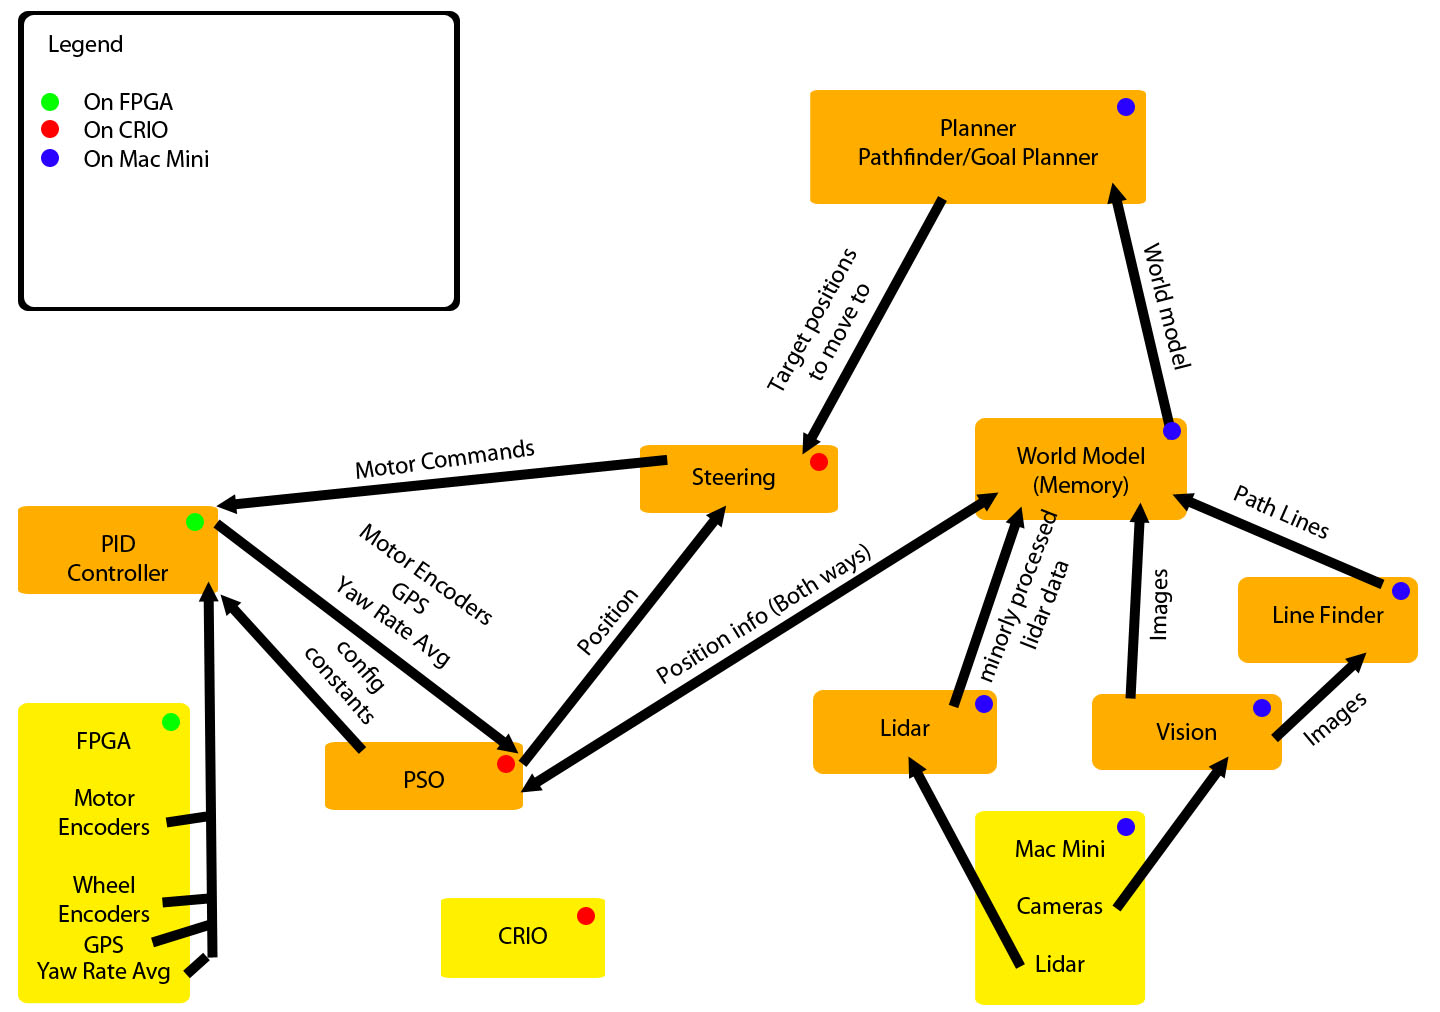 Legend
On FPGA
On CRIO
On Mac Mini
Planner
Pathfinder/Goal Planner
Target positions
to move to
World model
Motor Commands
Steering
World Model
(Memory)
Path Lines
PID
Controller
Motor Encoders
GPS
Yaw Rate Avg
config
constants
Position
Position info (Both ways)
minorly processed
lidar data
Images
Line Finder
Images
FPGA
Motor
Encoders
Wheel
Encoders
GPS
Yaw Rate Avg
PSO
Lidar
Vision
CRIO
Mac Mini
Cameras
Lidar